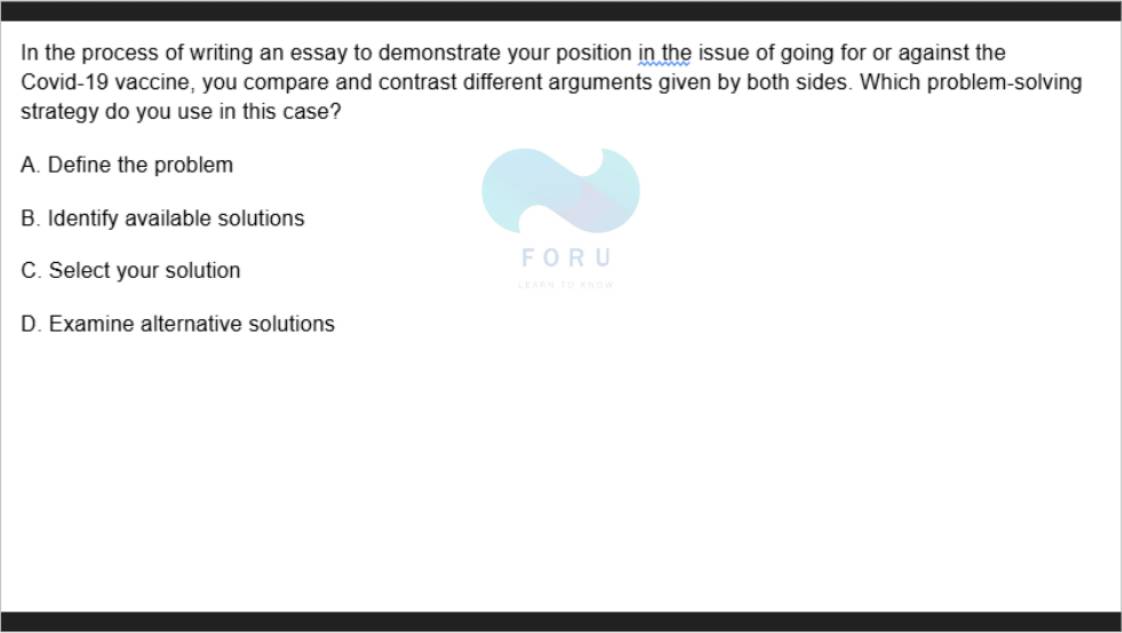 In the process of writing an essay to demonstrate your position in the issue of going for or against the
Covid-19 vaccine, you compare and contrast different arguments given by both sides. Which problem-solving
strategy do you use in this case?
A. Define the problem
B. Identify available solutions
C. Select your solution
D. Examine alternative solutions
FORU
LEARN TO KNOW